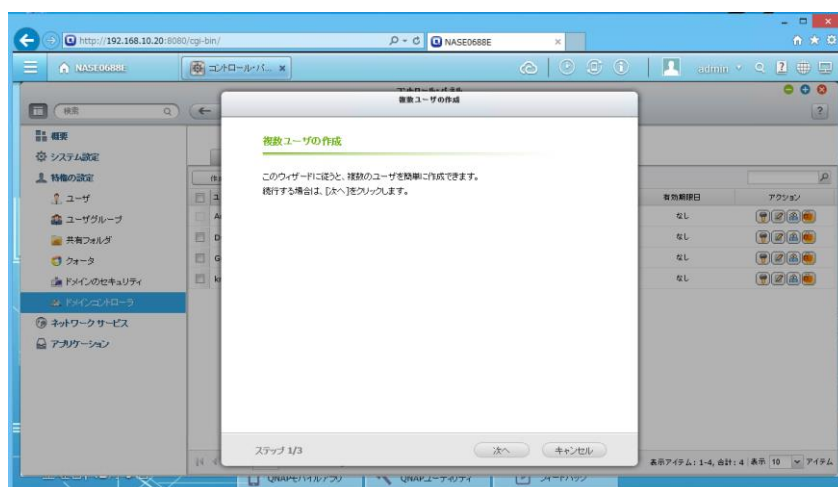 http://192.168.10.20:8080/cgi-bin/
NASE0688E
NASE0688E
コントロール・パ...
admin
複数ユーザの作成
検索
概要
システム設定
特権の設定
ユーザ
ユーザグループ
共有フォルダ
クォータ
ドメインのセキュリティ
ドメインコントローラ
ネットワークサービス
アプリケーション
複数ユーザの作成
このウィザードに従うと、複数のユーザを簡単に作成できます。
続行する場合は、[次へ]をクリックします。
有効期限日 アクション
なし
なし
なし
なし
ステップ 1/3
次へ
キャンセル
表示アイテム: 1-4, 合計: 4 表示 10 アイテム